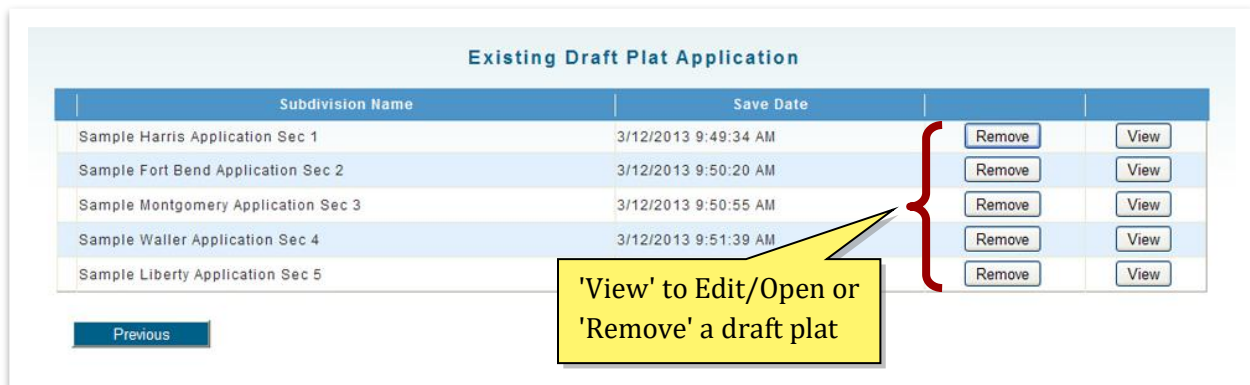 Existing Draft Plat Application
Subdivision Name Save Date
Sample Harris Application Sec 1 3/12/2013 9:49:34 AM Remove View
Sample Fort Bend Application Sec 2 3/12/2013 9:50:20 AM Remove View
Sample Montgomery Application Sec 3 3/12/2013 9:50:55 AM Remove View
Sample Waller Application Sec 4 3/12/2013 9:51:39 AM Remove View
Sample Liberty Application Sec 5 Remove View
'View' to Edit/Open or
'Remove' a draft plat
Previous